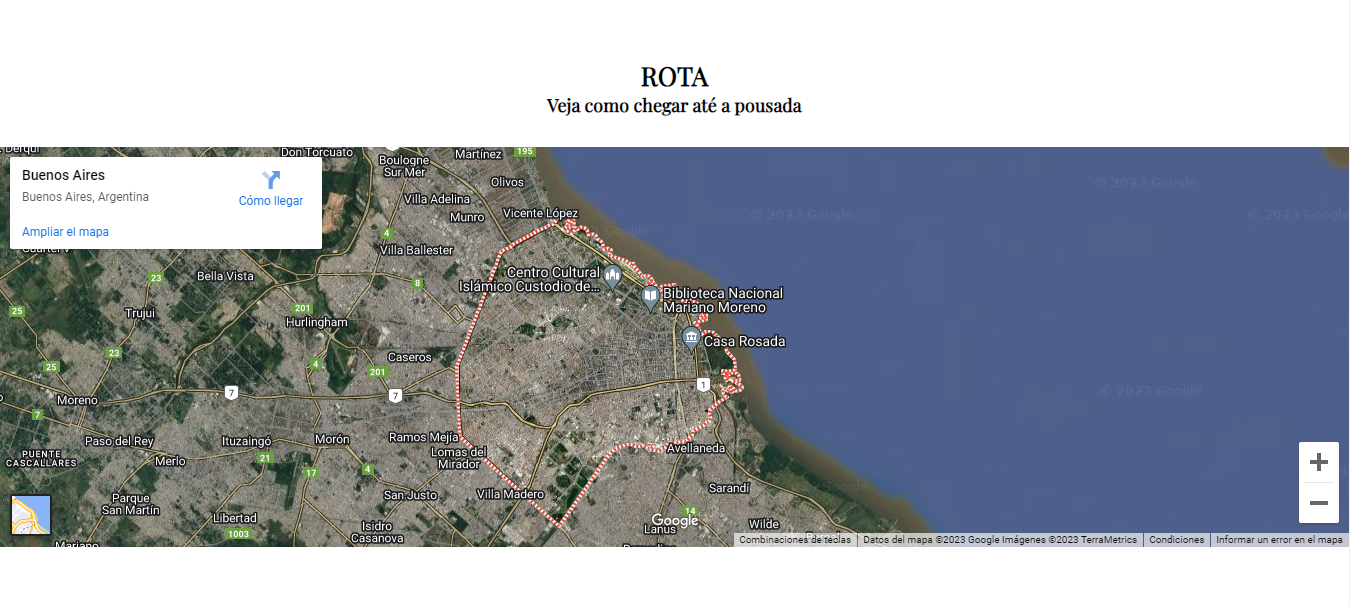 ROTA
Veja como chegar até a pousada
Derqui
Don Torcuato
Boulogne
Sur Mer
Martínez
195
Buenos Aires
Buenos Aires, Argentina
Cómo llegar
Ampliar el mapa
Olivos
© 2023 Google
Villa Adelina
Munro
Vicente López
© 2023 Google
© 2023 Google
Google
4
Villa Ballester
Bella Vista
23
8
Centro Cultural
Islámico Custodio de...
Biblioteca Nacional
Mariano Moreno
25
Trujui
201
Hurlingham
Casa Rosada
23
Caseros
4
25
201
1
7
7
© 2023 Google
Moreno
7
Paso del Rey
Ituzaingó
Morón
Ramos Mejía
Avellaneda
PUENTE
CASCALLARES
Merlo
21
17
4
Lomas del
Mirador
Parque
San Martín
San Justo
Villa Madero
Sarandí
Libertad
1003
Isidro
Casanova
14
Google
Lanús
Wilde
Mariano
Combinaciones de teclas
Datos del mapa ©2023 Google Imágenes ©2023 TerraMetrics
Condiciones
Informar un error en el mapa